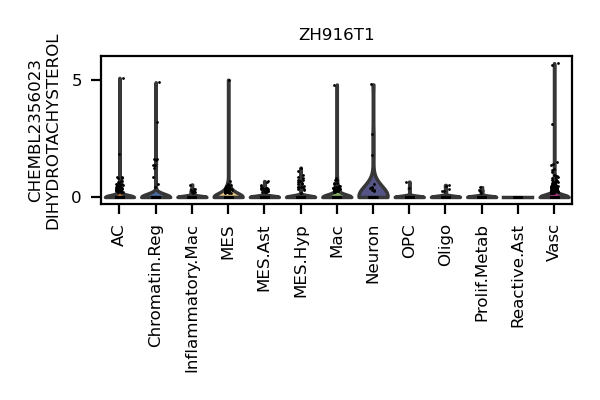 ZH916T1
CHEMBL2356023
DIHYDROTACHYSTEROL
5
0
AC
Chromatin.Reg
Inflammatory.Mac
MES
MES.Ast
MES.Hyp
Mac
Neuron
OPC
Oligo
Prolif.Metab
Reactive.Ast
Vasc